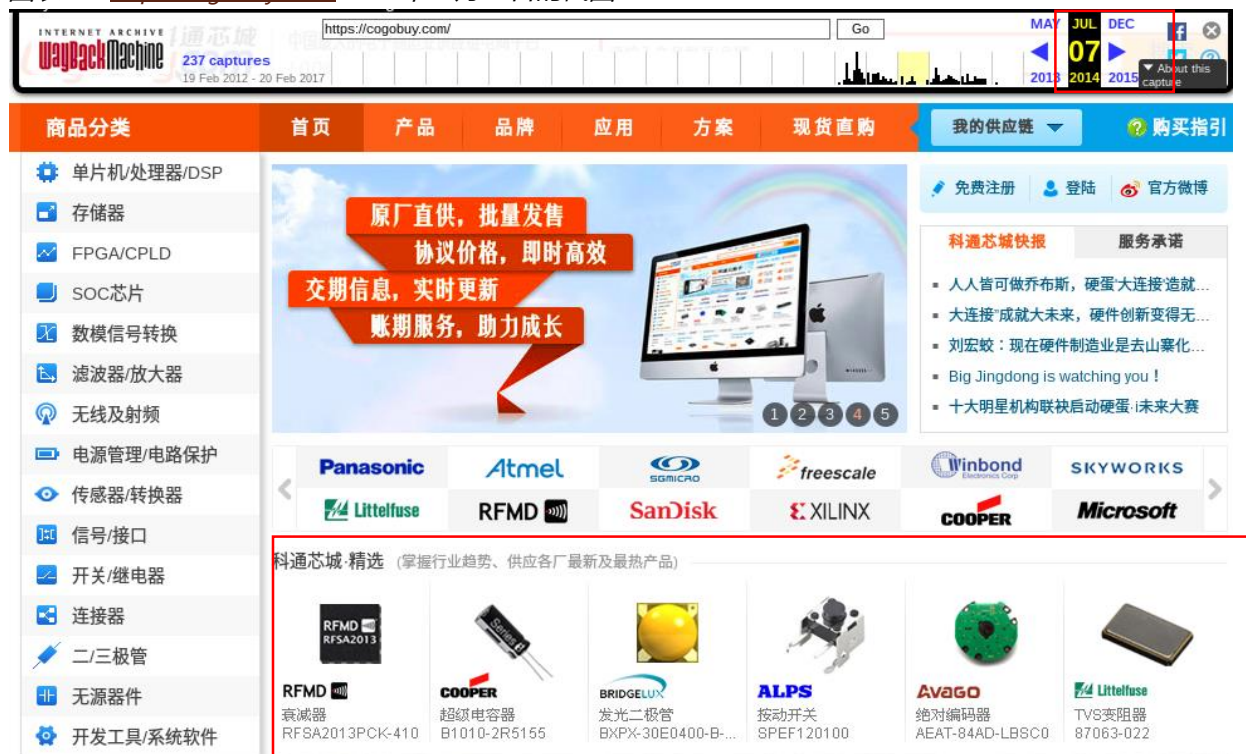 INTERNET ARCHIVE
WayBackMachine
https://cogobuy.com/
Go
237 captures
19 Feb 2012 - 20 Feb 2017
MAY JUL DEC
07
2013 2014 2015
▼ About this capture
商品分类
首页 产品 品牌 应用 方案 现货直购 我的供应链 购买指引
单片机/处理器/DSP
存储器
FPGA/CPLD
SOC芯片
数模信号转换
滤波器/放大器
无线及射频
电源管理/电路保护
传感器/转换器
信号/接口
开关/继电器
连接器
二/三极管
无源器件
开发工具/系统软件
原厂直供，批量发售
协议价格，即时高效
交期信息，实时更新
账期服务，助力成长
1 2 3 4 5
免费注册 登陆 官方微博
科通芯城快报 服务承诺
人人皆可做乔布斯，硬蛋‘大连接’造就...
大连接”成就大未来，硬件创新变得无...
刘宏蛟：现在硬件制造业是去山寨化...
Big Jingdong is watching you！
十大明星机构联袂启动硬蛋·i未来大赛
Panasonic Atmel SGMICRO freescale Winbond Electronics Corp SKYWORKS
Littelfuse RFMD SanDisk XILINX COOPER Microsoft
科通芯城·精选 (掌握行业趋势、供应各厂最新及最热产品)
RFMD
RFSA2013
Series
RFMD COOPER BRIDGELUX ALPS AVAGO Littelfuse
衰减器 超级电容器 发光二极管 按动开关 绝对编码器 TVS变阻器
RFSA2013PCK-410 B1010-2R5155 BXPX-30E0400-B-... SPEF120100 AEAT-84AD-LBSC0 87063-022